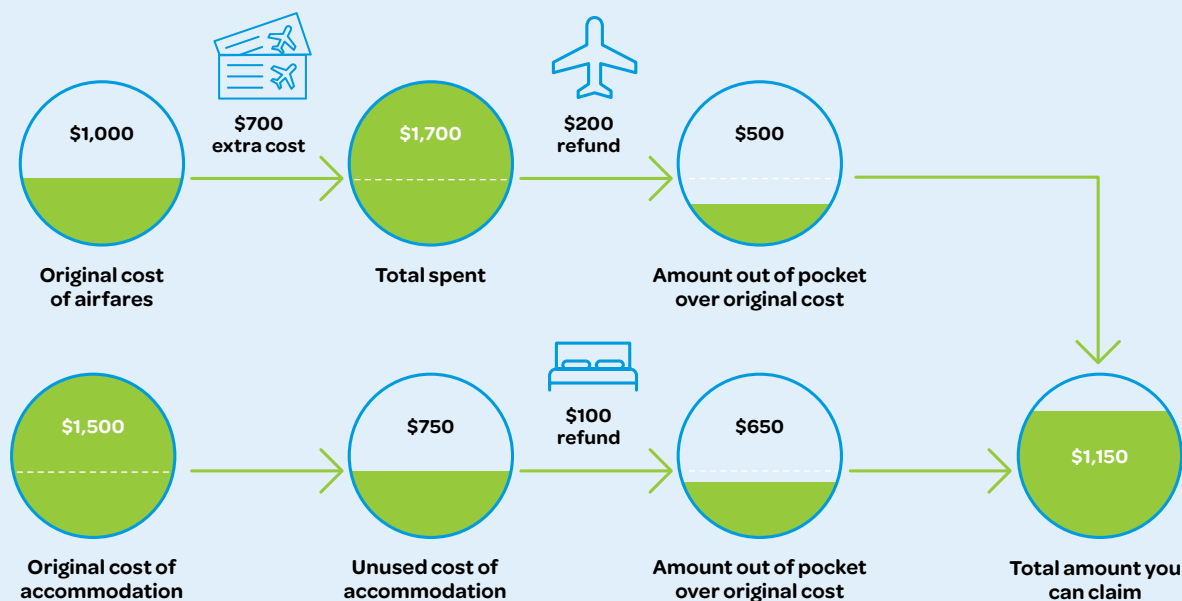 $1,000
$700
extra cost
$1,700
$200
refund
$500
Original cost
of airfares
Total spent
Amount out of pocket
over original cost
$1,500
$750
$100
refund
$650
$1,150
Original cost of
accommodation
Unused cost of
accommodation
Amount out of pocket
over original cost
Total amount you
can claim